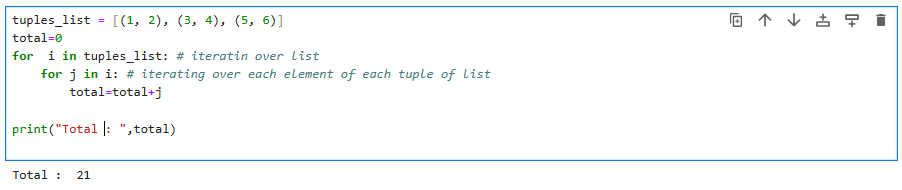 tuples_list = [(1, 2), (3, 4), (5, 6)]
total=0
for  i in tuples_list: # iteratin over list
    for j in i: # iterating over each element of each tuple of list
        total=total+j
print("Total : ",total)
Total :  21